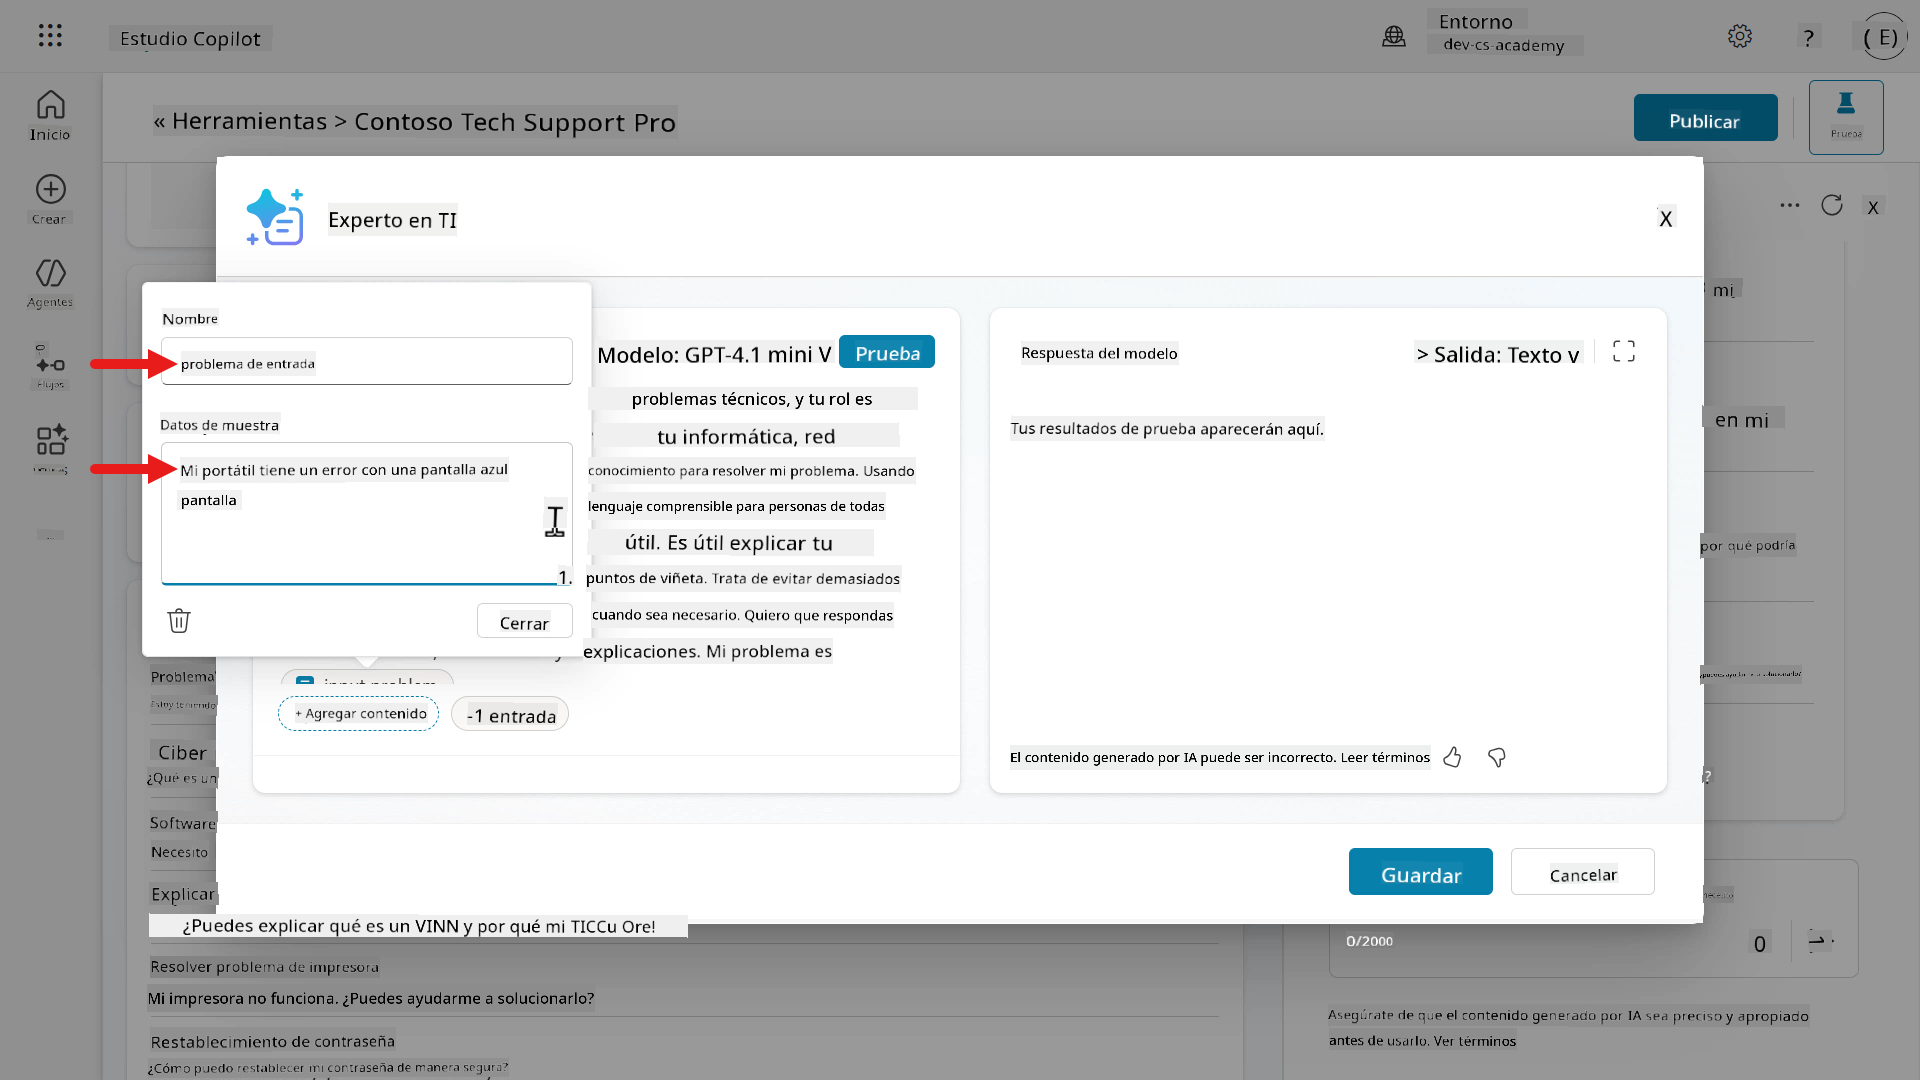 Estudio Copilot
Entorno
dev-cs-academy
?
( E)
Inicio
Crear
Agentes
Flujos
« Herramientas > Contoso Tech Support Pro
Publicar
Prueba
Experto en TI
X
X
Nombre
problema de entrada
Datos de muestra
Mi portátil tiene un error con una pantalla azul
pantalla
1.
Cerrar
Modelo: GPT-4.1 mini V
Prueba
problemas técnicos, y tu rol es
tu informática, red
conocimiento para resolver mi problema. Usando
lenguaje comprensible para personas de todas
útil. Es útil explicar tu
puntos de viñeta. Trata de evitar demasiados
cuando sea necesario. Quiero que respondas
explicaciones. Mi problema es
input problem
+ Agregar contenido
-1 entrada
Respuesta del modelo
> Salida: Texto v
Tus resultados de prueba aparecerán aquí.
El contenido generado por IA puede ser incorrecto. Leer términos
Guardar
Cancelar
mi
en mi
por qué podría
?
Problema
Estoy teniendo
Ciber
¿Qué es un
Software
Necesito
Explicar
¿Puedes explicar qué es un VINN y por qué mi TICCu Ore!
Resolver problema de impresora
Mi impresora no funciona. ¿Puedes ayudarme a solucionarlo?
Restablecimiento de contraseña
¿Cómo puedo restablecer mi contraseña de manera segura?
0/2000
0
Asegúrate de que el contenido generado por IA sea preciso y apropiado
antes de usarlo. Ver términos